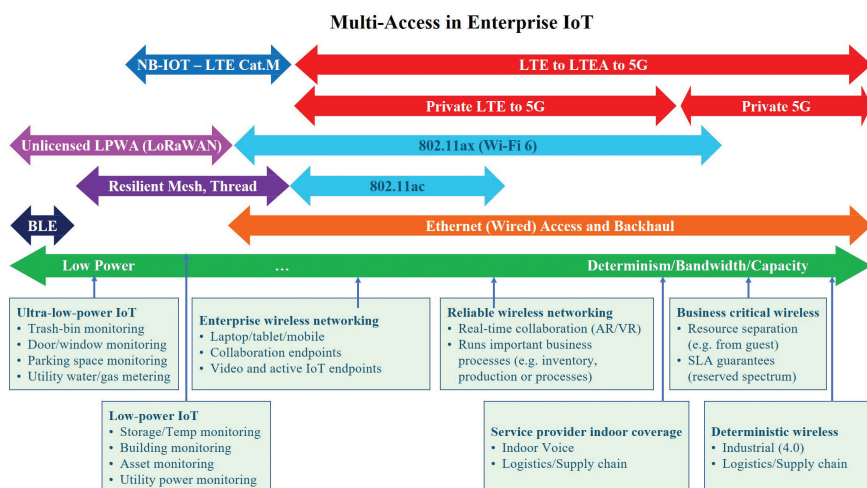 Multi-Access in Enterprise IoT
NB-IOT – LTE Cat.M
LTE to LTEA to 5G
Private LTE to 5G
Private 5G
Unlicensed LPWA (LoRaWAN)
802.11ax (Wi-Fi 6)
Resilient Mesh, Thread
802.11ac
BLE
Ethernet (Wired) Access and Backhaul
Low Power
...
Determinism/Bandwidth/Capacity
Ultra-low-power IoT
• Trash-bin monitoring
• Door/window monitoring
• Parking space monitoring
• Utility water/gas metering
Enterprise wireless networking
• Laptop/tablet/mobile
• Collaboration endpoints
• Video and active IoT endpoints
Reliable wireless networking
• Real-time collaboration (AR/VR)
• Runs important business
processes (e.g. inventory,
production or processes)
Business critical wireless
• Resource separation
(e.g. from guest)
• SLA guarantees
(reserved spectrum)
Low-power IoT
• Storage/Temp monitoring
• Building monitoring
• Asset monitoring
• Utility power monitoring
Service provider indoor coverage
• Indoor Voice
• Logistics/Supply chain
Deterministic wireless
• Industrial (4.0)
• Logistics/Supply chain